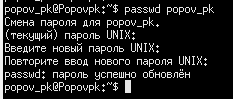 popov_pk@Popovpk:~$ passwd popov_pk
Смена пароля для popov_pk.
(текущий) пароль UNIX:
Введите новый пароль UNIX:
Повторите ввод нового пароля UNIX:
passwd: пароль успешно обновлён
popov_pk@Popovpk:~$